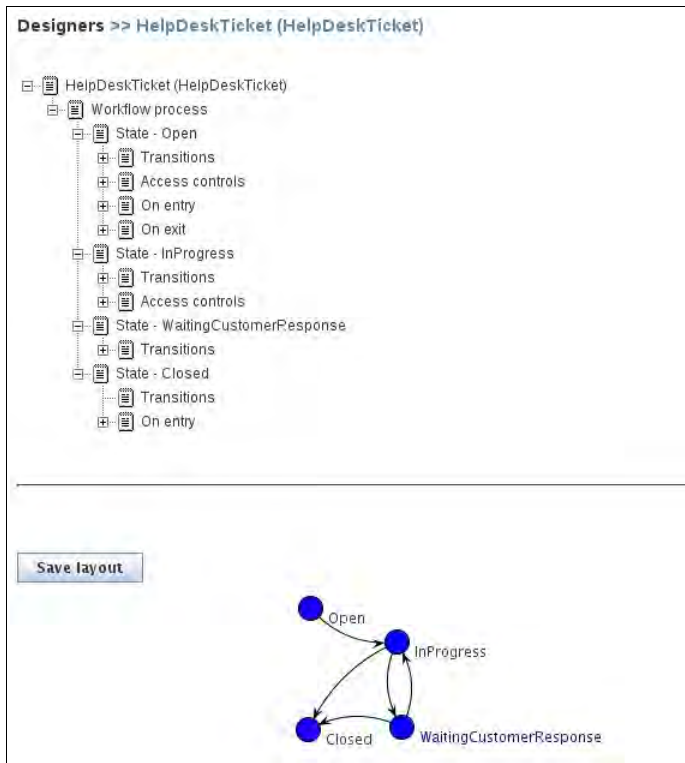 Designers >> HelpDeskTicket (HelpDeskTicket)
HelpDeskTicket (HelpDeskTicket)
Workflow process
State - Open
Transitions
Access controls
On entry
On exit
State - InProgress
Transitions
Access controls
State - WaitingCustomerResponse
Transitions
State - Closed
Transitions
On entry
Save layout
Open
InProgress
Closed
WaitingCustomerResponse